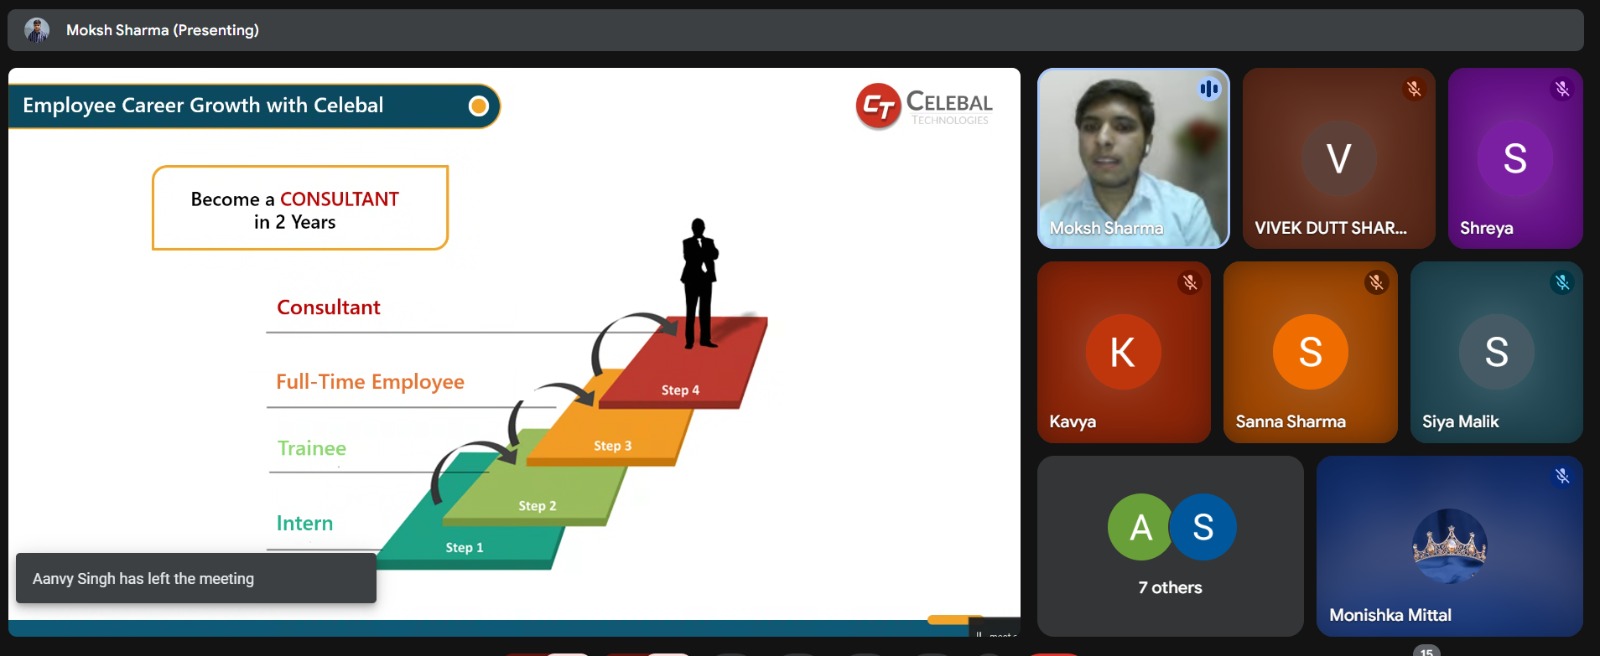 Moksh Sharma (Presenting)
Employee Career Growth with Celebal
CT CELEBAL
TECHNOLOGIES
Become a CONSULTANT
in 2 Years
Consultant
Full-Time Employee
Trainee
Intern
Step 4
Step 3
Step 2
Step 1
Aanvy Singh has left the meeting
Moksh Sharma
V
VIVEK DUTT SHAR...
S
Shreya
K
Kavya
S
Sanna Sharma
S
Siya Malik
A S
7 others
Monishka Mittal
15